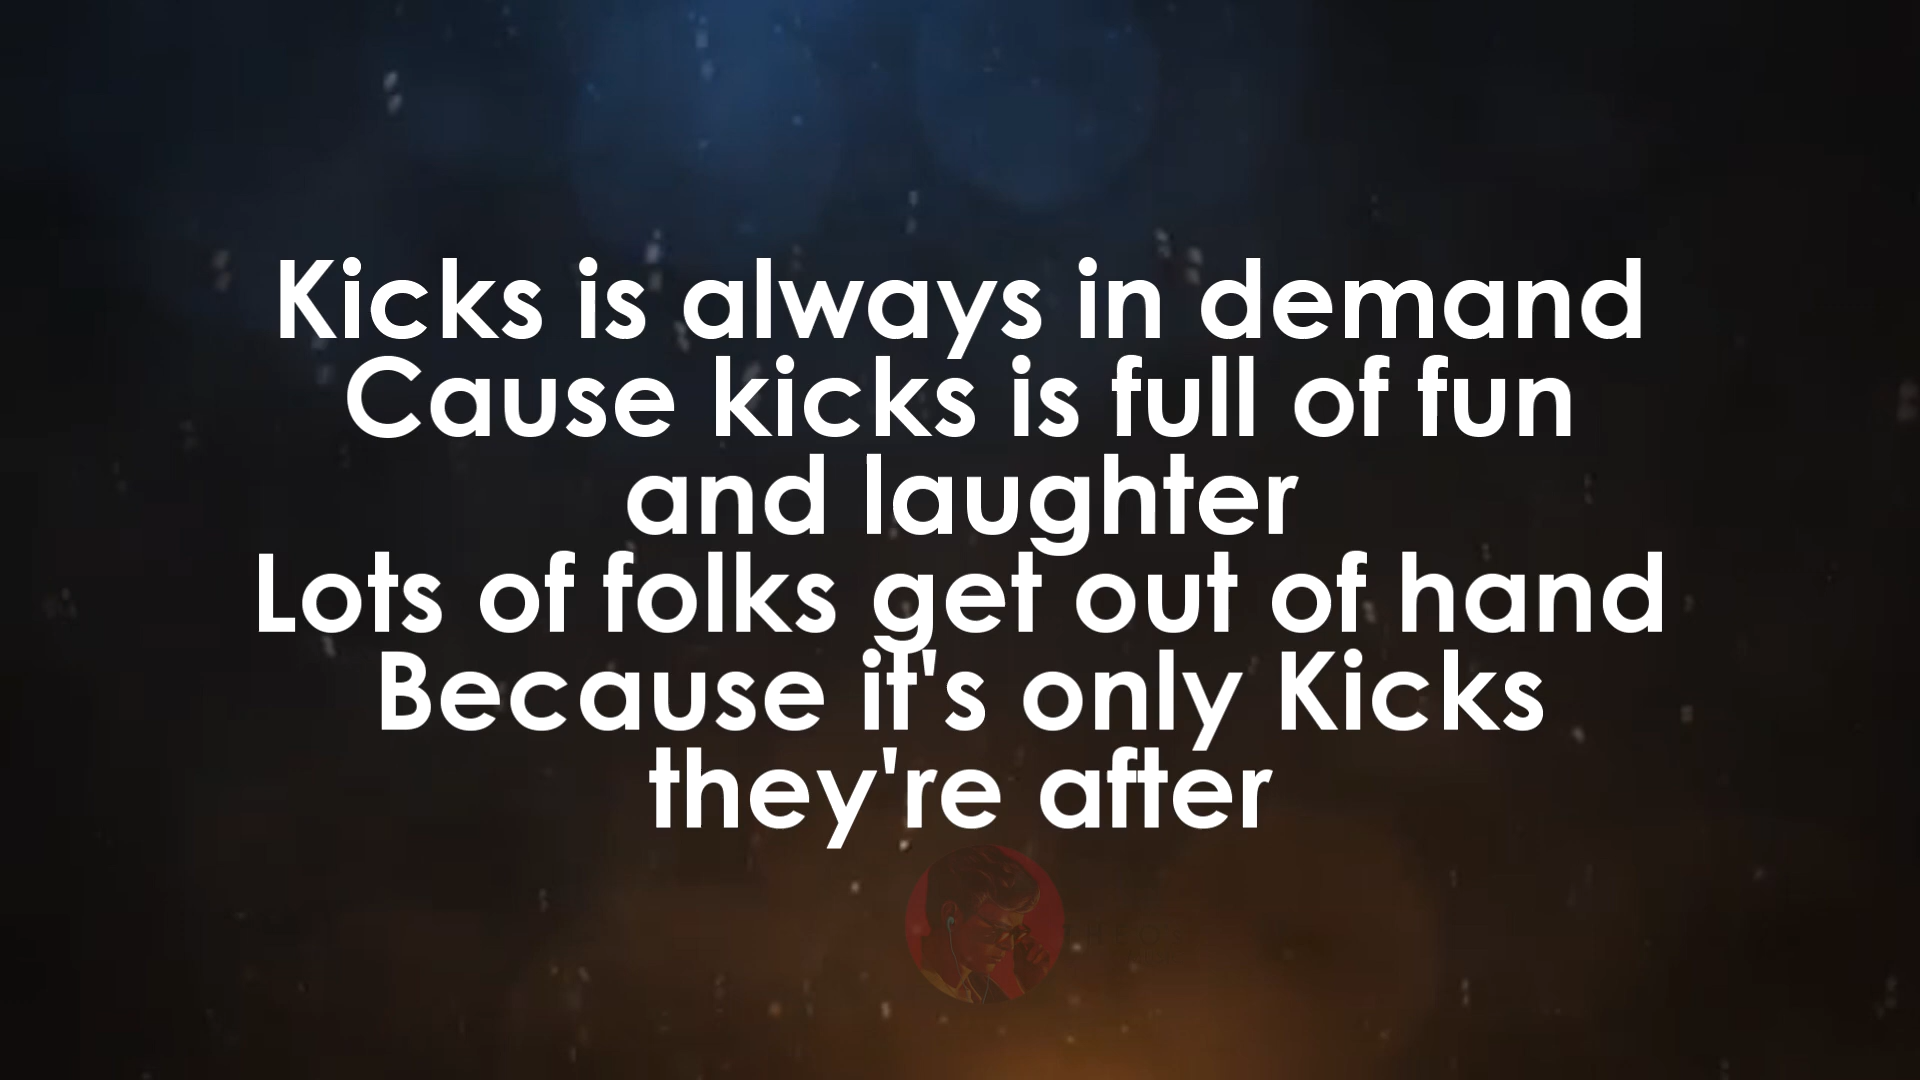 Kicks is always in demand
Cause kicks is full of fun
and laughter
Lots of folks get out of hand
Because it's only Kicks
they're after